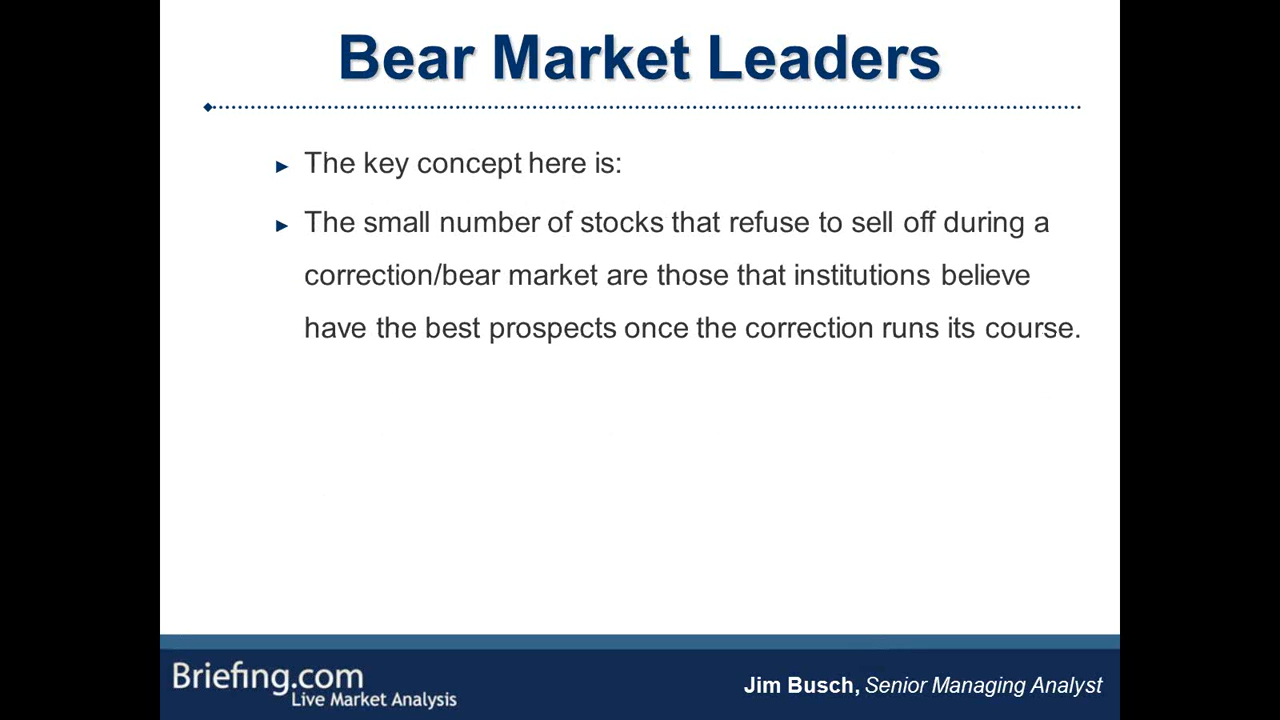 Bear Market Leaders
► The key concept here is:
► The small number of stocks that refuse to sell off during a
correction/bear market are those that institutions believe
have the best prospects once the correction runs its course.
Briefing.com
Live Market Analysis
Jim Busch, Senior Managing Analyst